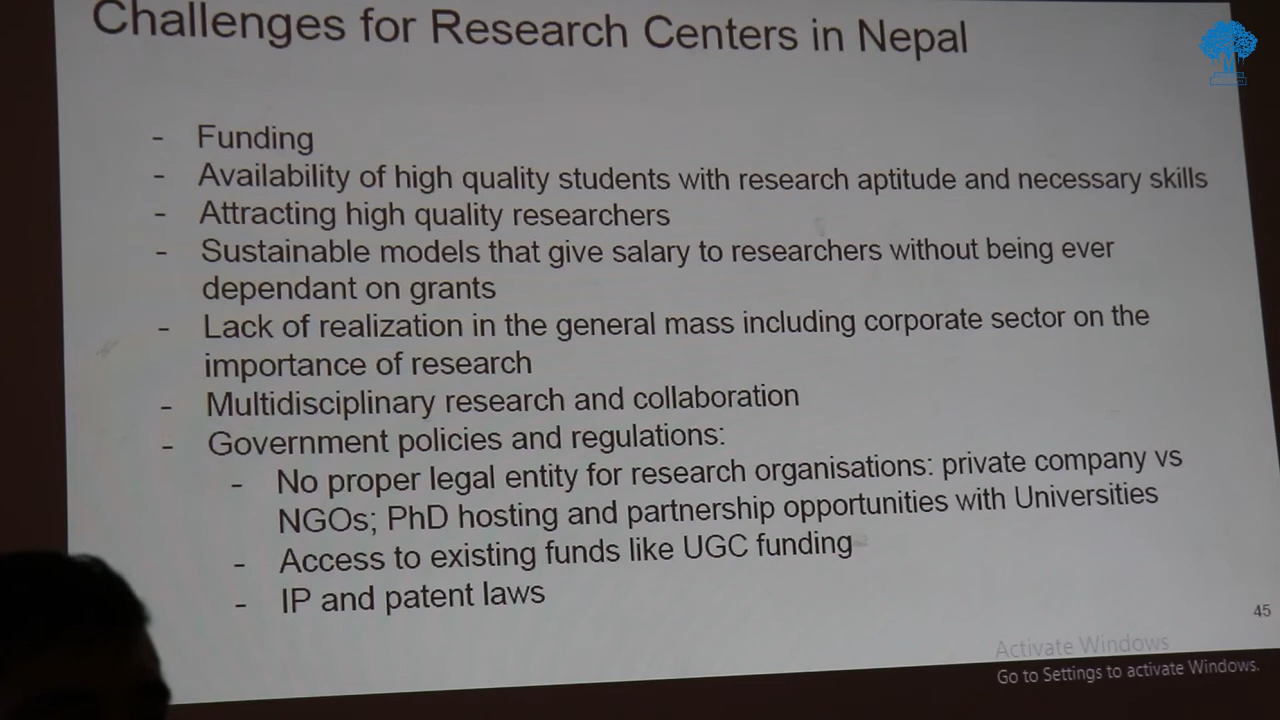 Challenges for Research Centers in Nepal
- Funding
- Availability of high quality students with research aptitude and necessary skills
- Attracting high quality researchers
- Sustainable models that give salary to researchers without being ever
dependant on grants
- Lack of realization in the general mass including corporate sector on the
importance of research
- Multidisciplinary research and collaboration
- Government policies and regulations:
- No proper legal entity for research organisations: private company vs
NGOs; PhD hosting and partnership opportunities with Universities
- Access to existing funds like UGC funding
- IP and patent laws
45
Activate Windows
Go to Settings to activate Windows.